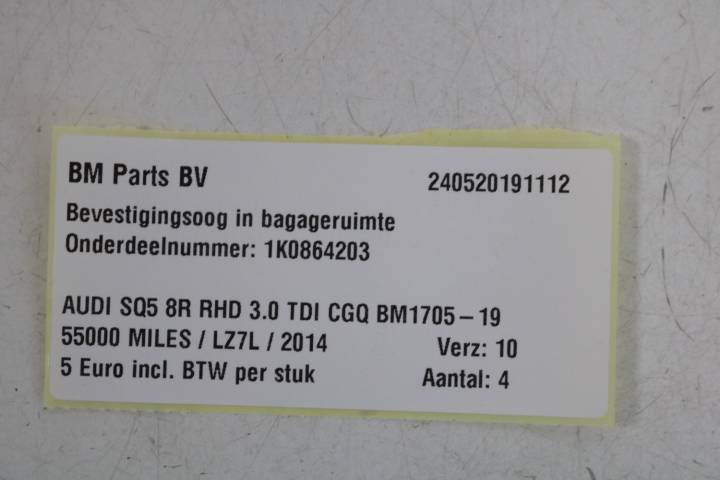 BM Parts BV 240520191112
Bevestigingsoog in bagageruimte
Onderdeelnummer: 1K0864203
AUDI SQ5 8R RHD 3.0 TDI CGQ BM1705-19
55000 MILES / LZ7L / 2014 Verz: 10
5 Euro incl. BTW per stuk Aantal: 4